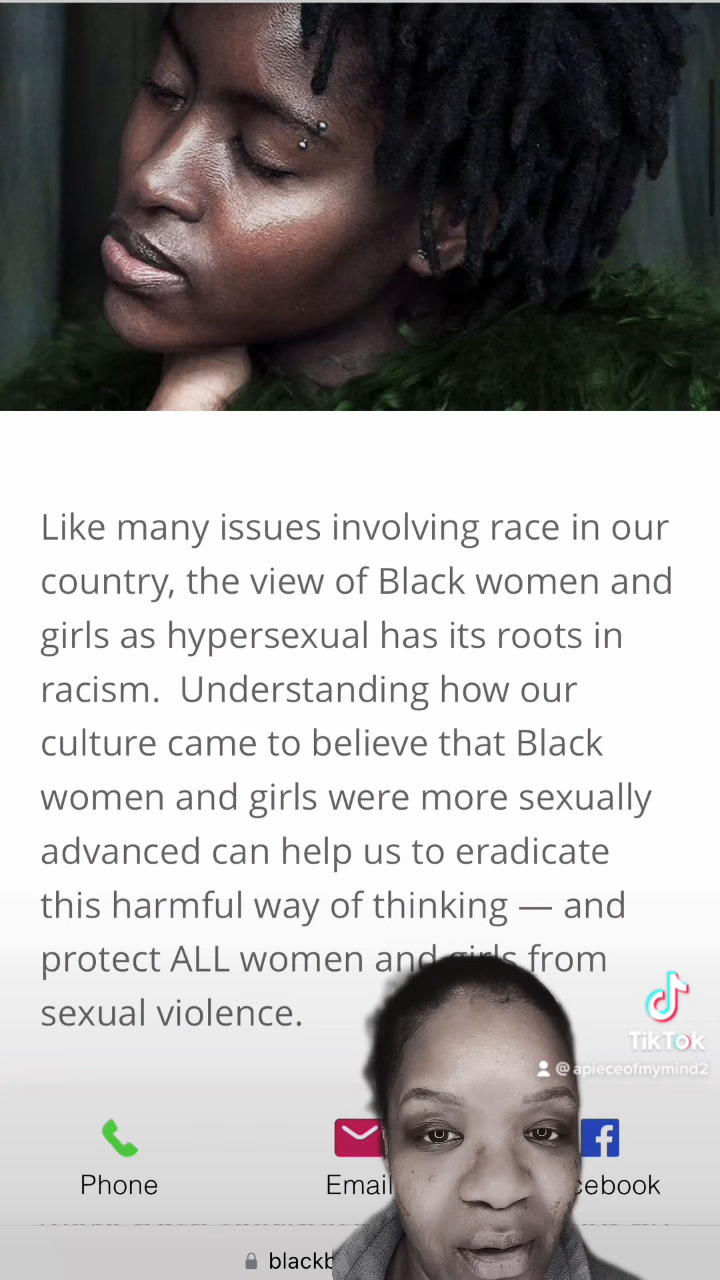 Like many issues involving race in our
country, the view of Black women and
girls as hypersexual has its roots in
racism.  Understanding how our
culture came to believe that Black
women and girls were more sexually
advanced can help us to eradicate
this harmful way of thinking — and
protect ALL women and girls from
sexual violence.
TikTok
@apieceofmymind2
Phone
Email
cebook
blackb